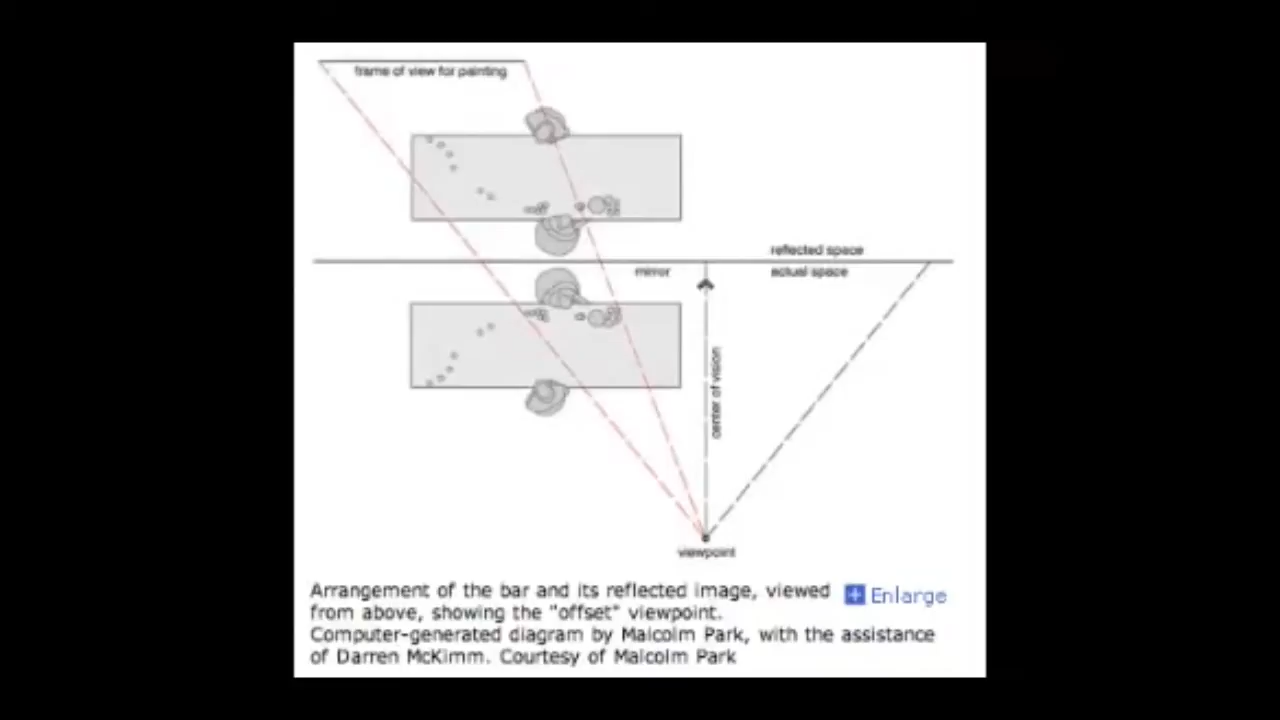 frame of view for painting
reflected space
mirror
actual space
center of vision
viewpoint
Arrangement of the bar and its reflected image, viewed
from above, showing the "offset" viewpoint.
Enlarge
Computer-generated diagram by Malcolm Park, with the assistance
of Darren McKimm. Courtesy of Malcolm Park